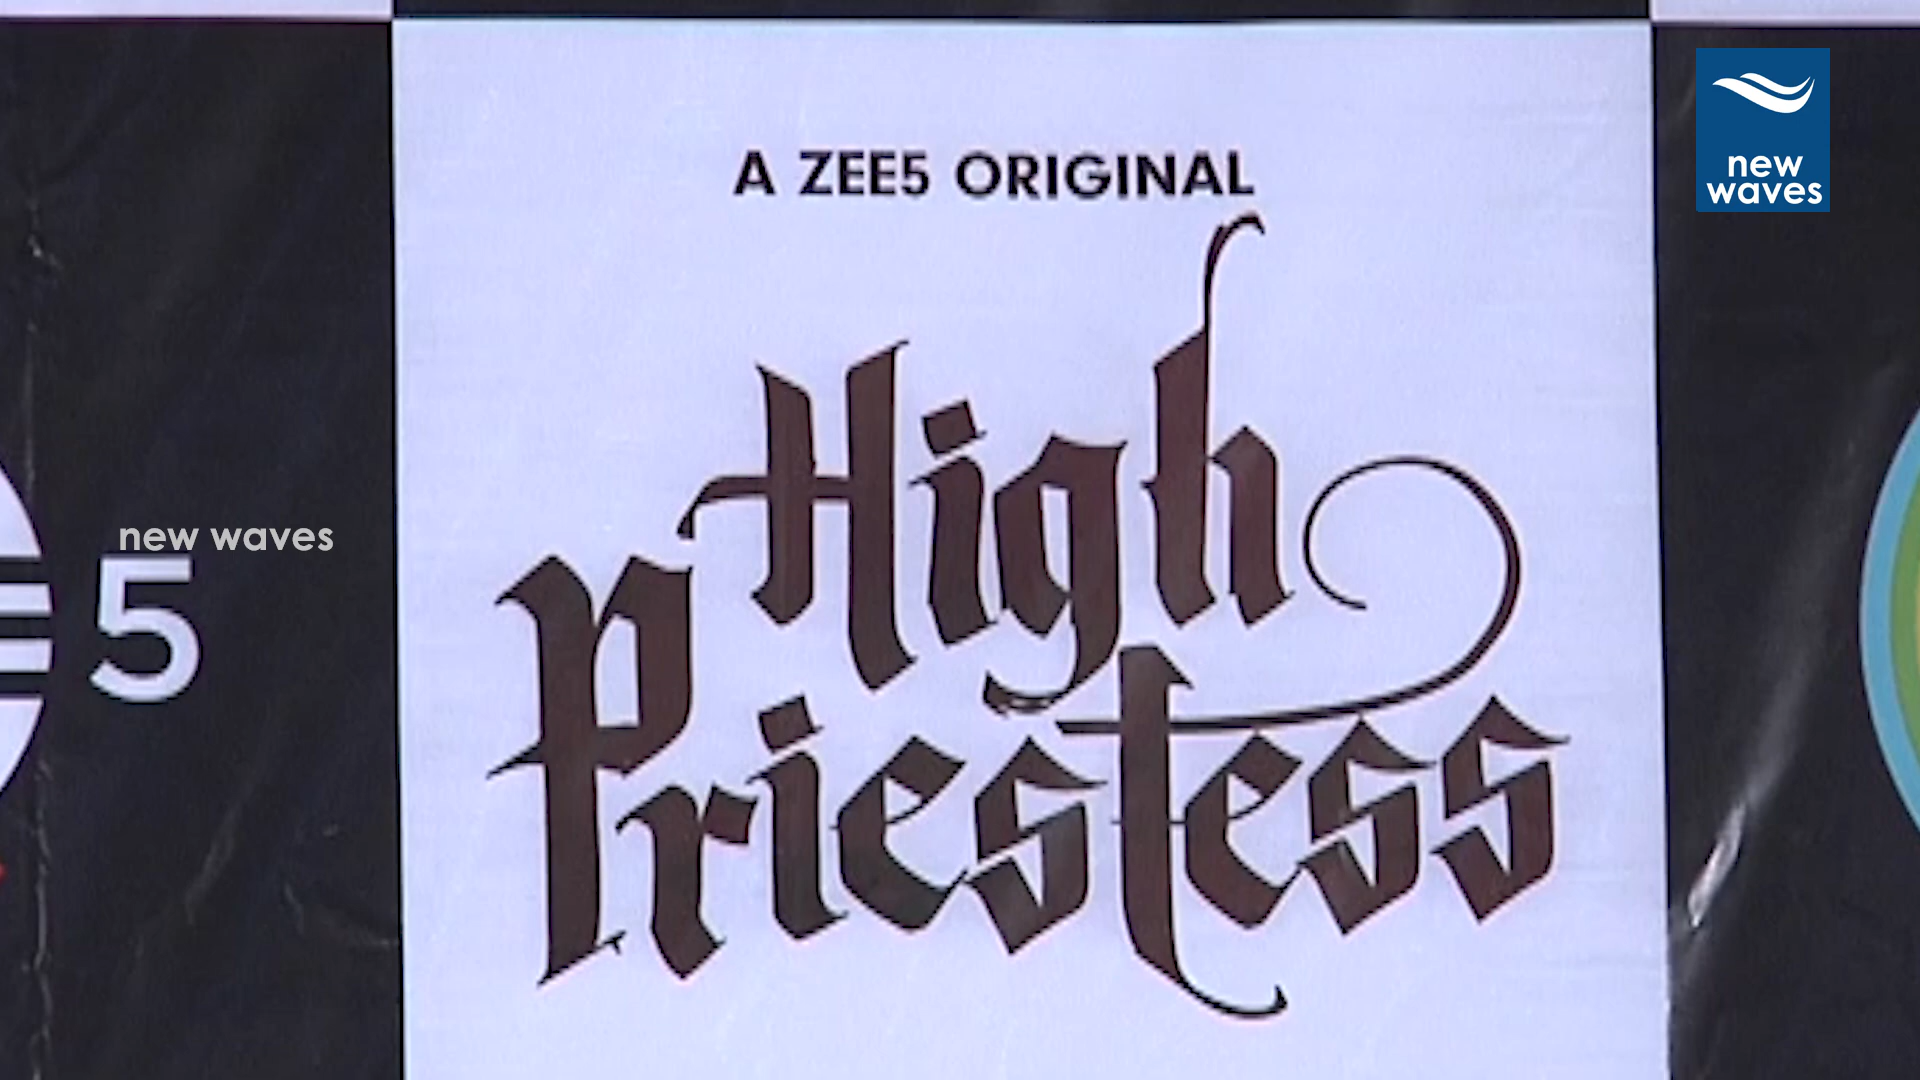 A ZEE5 ORIGINAL
High
Priestess
new
waves
new waves
5